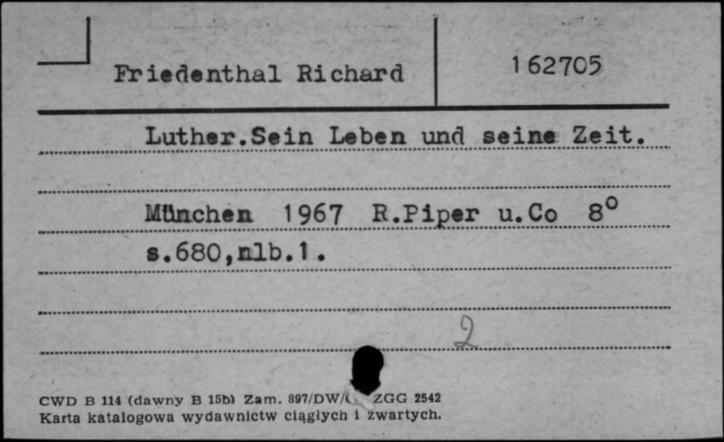 Friedenthal Richard 162705
Luther.Sein Leben und seine Zeit.
München 1967 R.Piper u.Co 8°
s.680,nlb.1.
2
CWD B 114 (dawny B 15b) Zam. 897/DW/ ZGG 2542
Karta katalogowa wydawnictw ciągłych i zwartych.